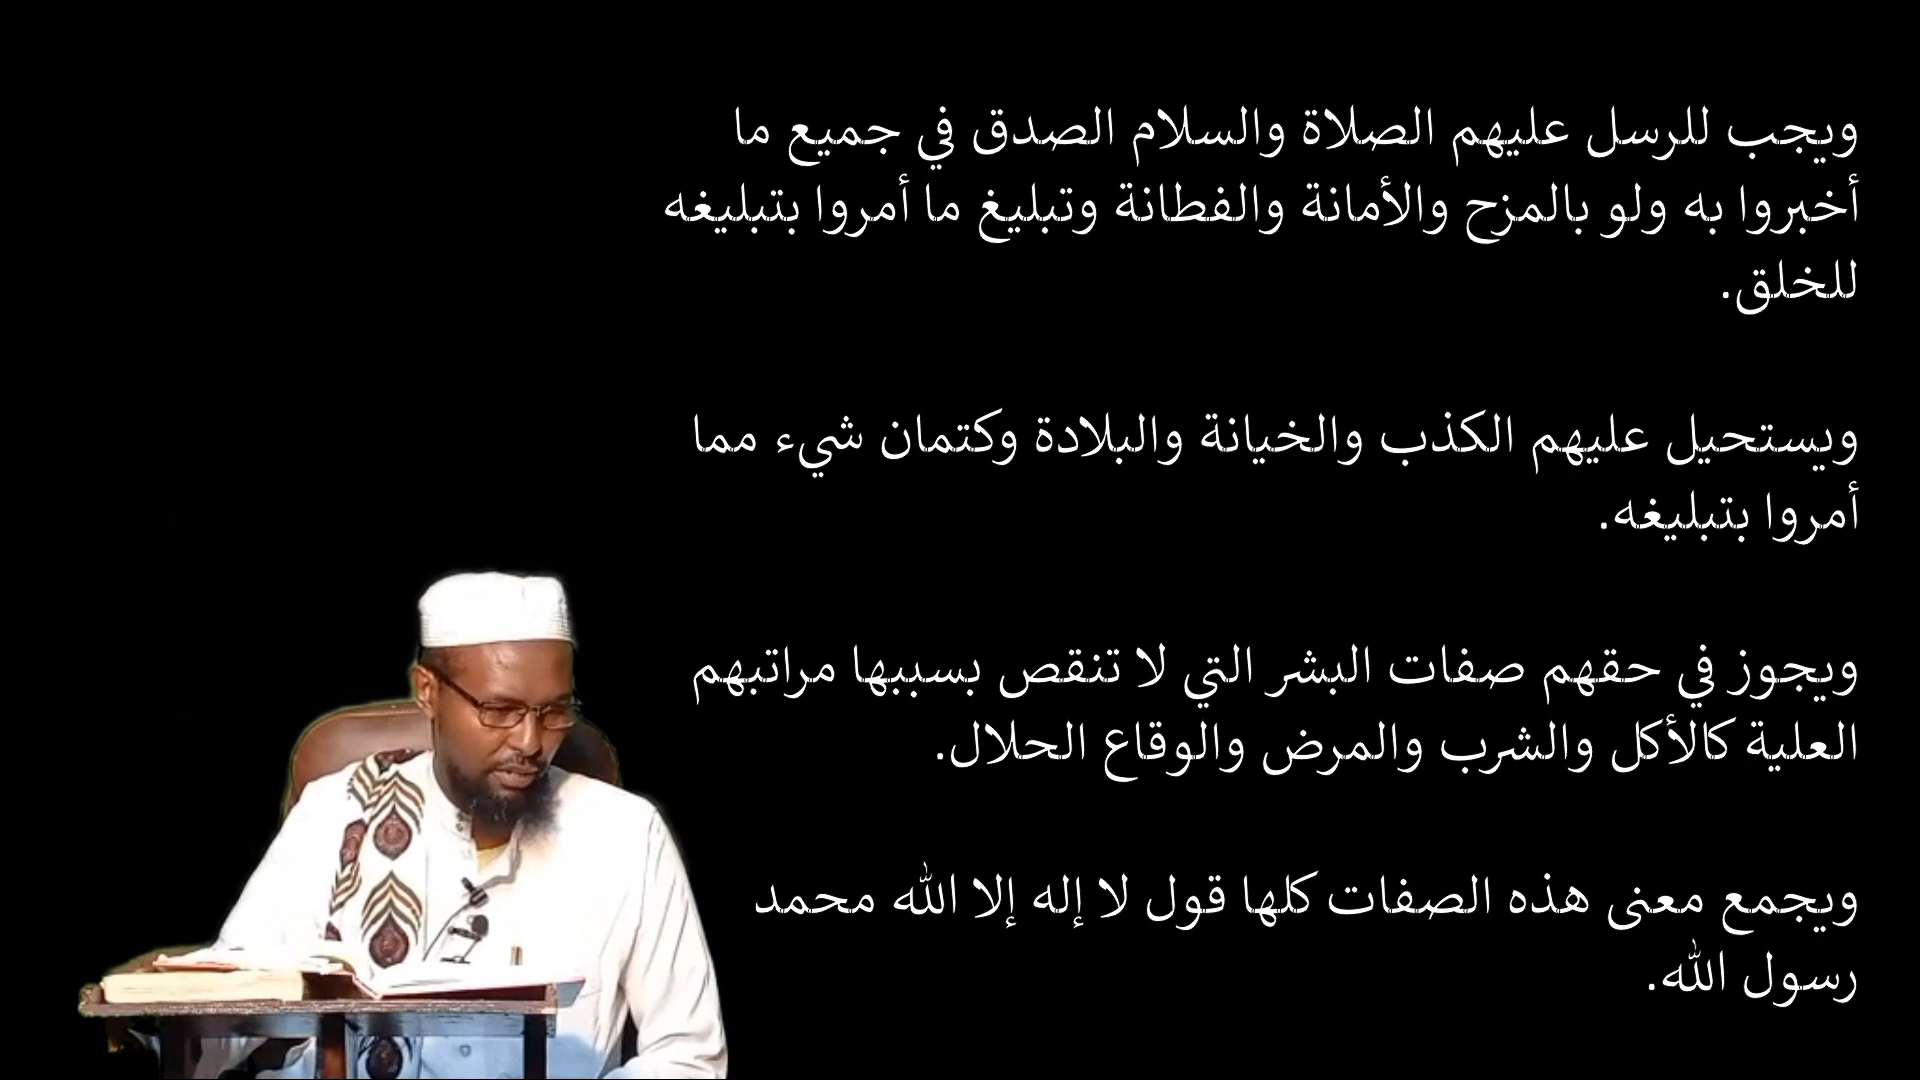 ويجب للرسل عليهم الصلاة والسلام الصدق في جميع ما
أخبروا به ولو بالمزح والأمانة والفطانة وتبليغ ما أمروا بتبليغه
للخلق.
ويستحيل عليهم الكذب والخيانة والبلادة وكتمان شيء مما
أمروا بتبليغه.
ويجوز في حقهم صفات البشر التي لا تنقص بسببها مراتبهم
العلية كالأكل والشرب والمرض والوقاع الحلال.
ويجمع معنى هذه الصفات كلها قول لا إله إلا الله محمد
رسول الله.